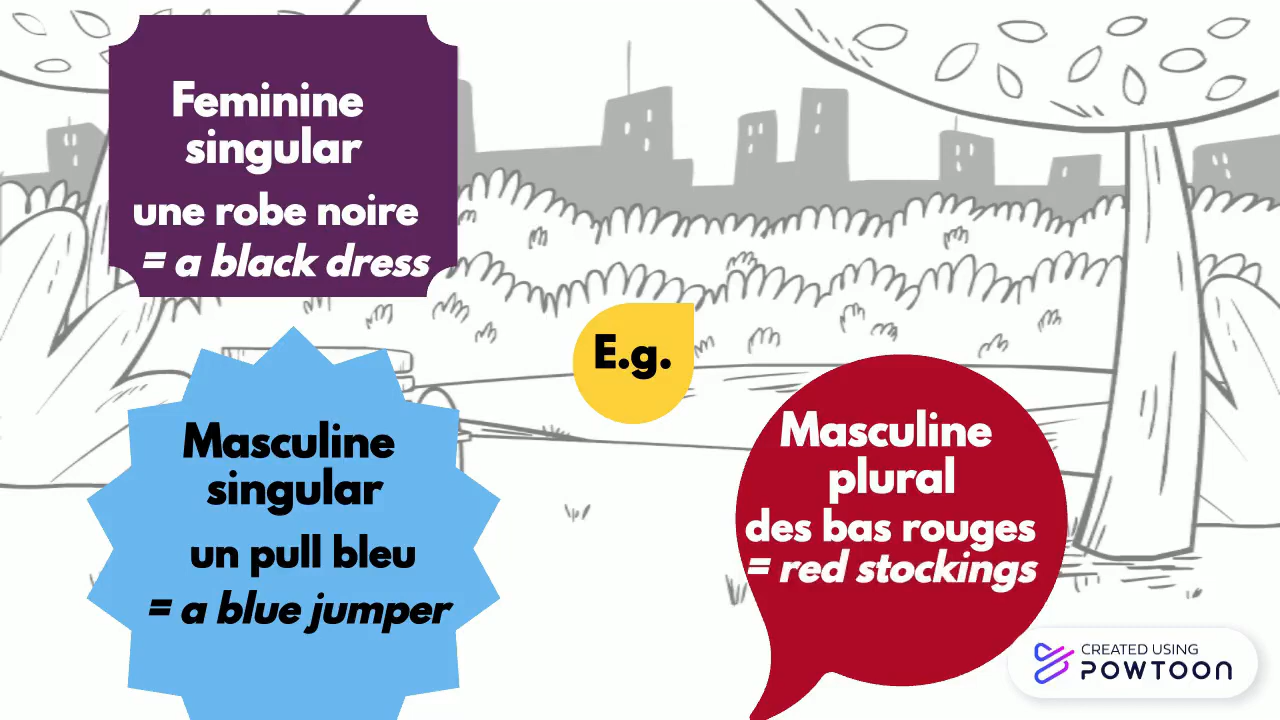 Feminine
singular
une robe noire
= a black dress
E.g.
Masculine
singular
un pull bleu
= a blue jumper
Masculine
plural
des bas rouges
= red stockings
CREATED USING
POWTOON